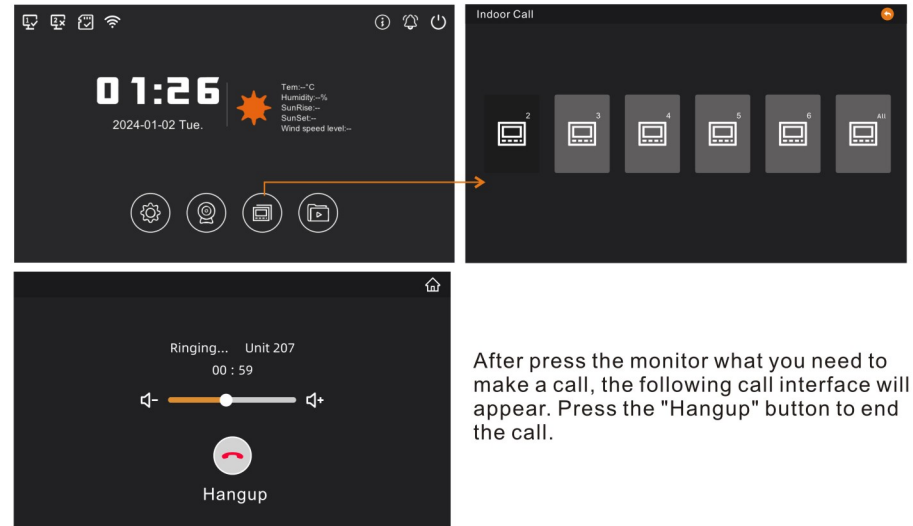 1
2
01:26
2024-01-02 Tue.
Tem:--°C
Humidity:--%
SunRise:--
SunSet:--
Wind speed level:--
Indoor Call
2
3
4
5
6
All
Ringing... Unit 207
00 : 59
Hangup
After press the monitor what you need to
make a call, the following call interface will
appear. Press the "Hangup" button to end
the call.